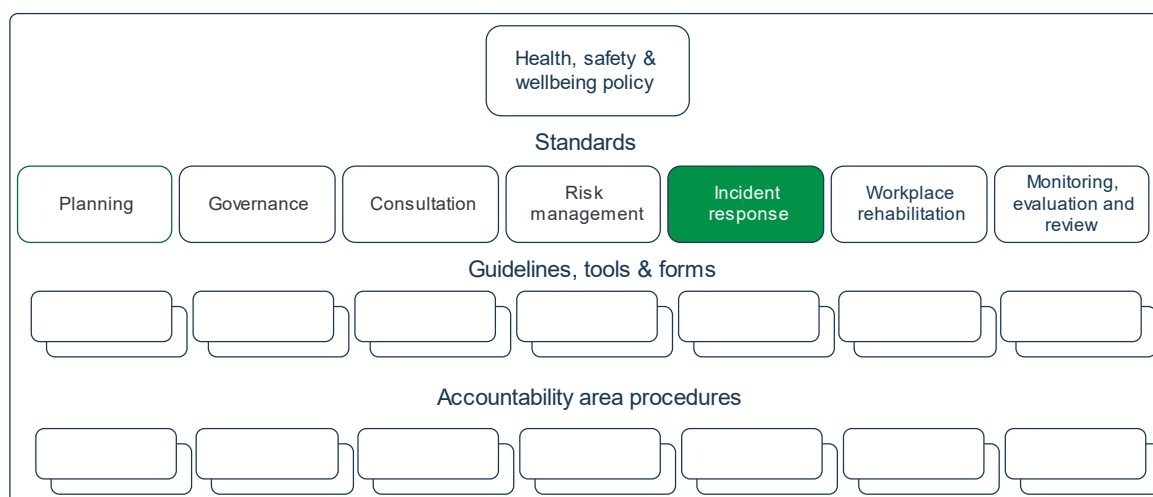 Health, safety &
wellbeing policy
Standards
Planning
Governance
Consultation
Risk
management
Incident
response
Workplace
rehabilitation
Monitoring,
evaluation and
review
Guidelines, tools & forms
Accountability area procedures